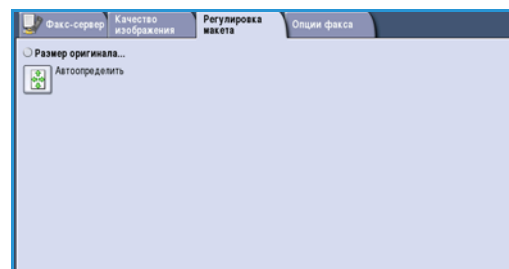 Факс-сервер
Качество
изображения
Регулировка
макета
Опции факса
Размер оригинала...
Автоопределить